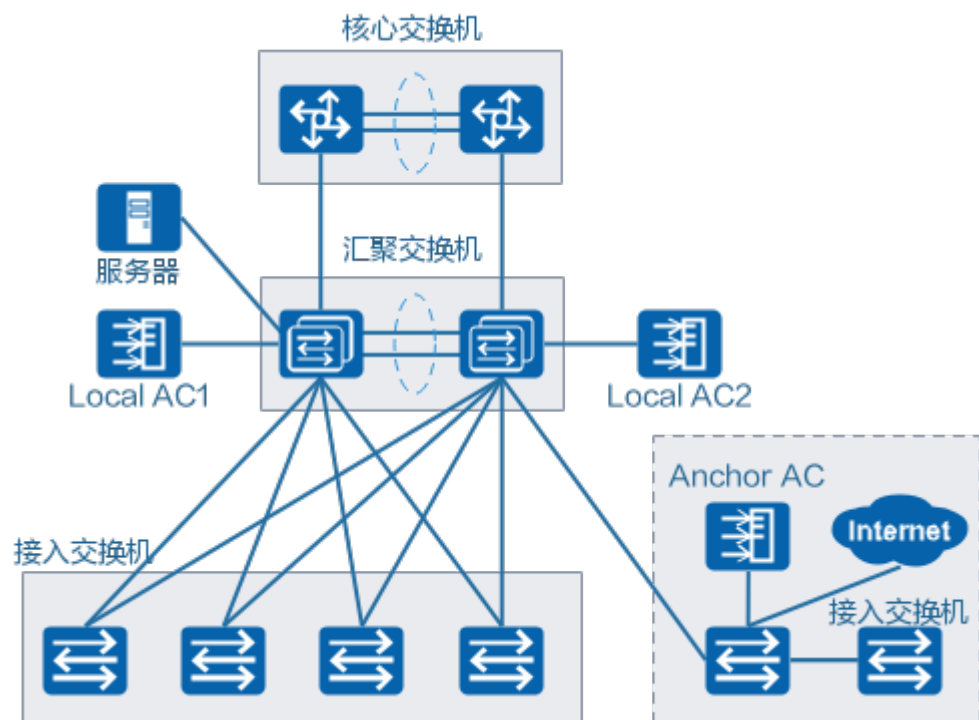 核心交换机
服务器
汇聚交换机
Local AC1
Local AC2
Anchor AC
Internet
接入交换机
接入交换机